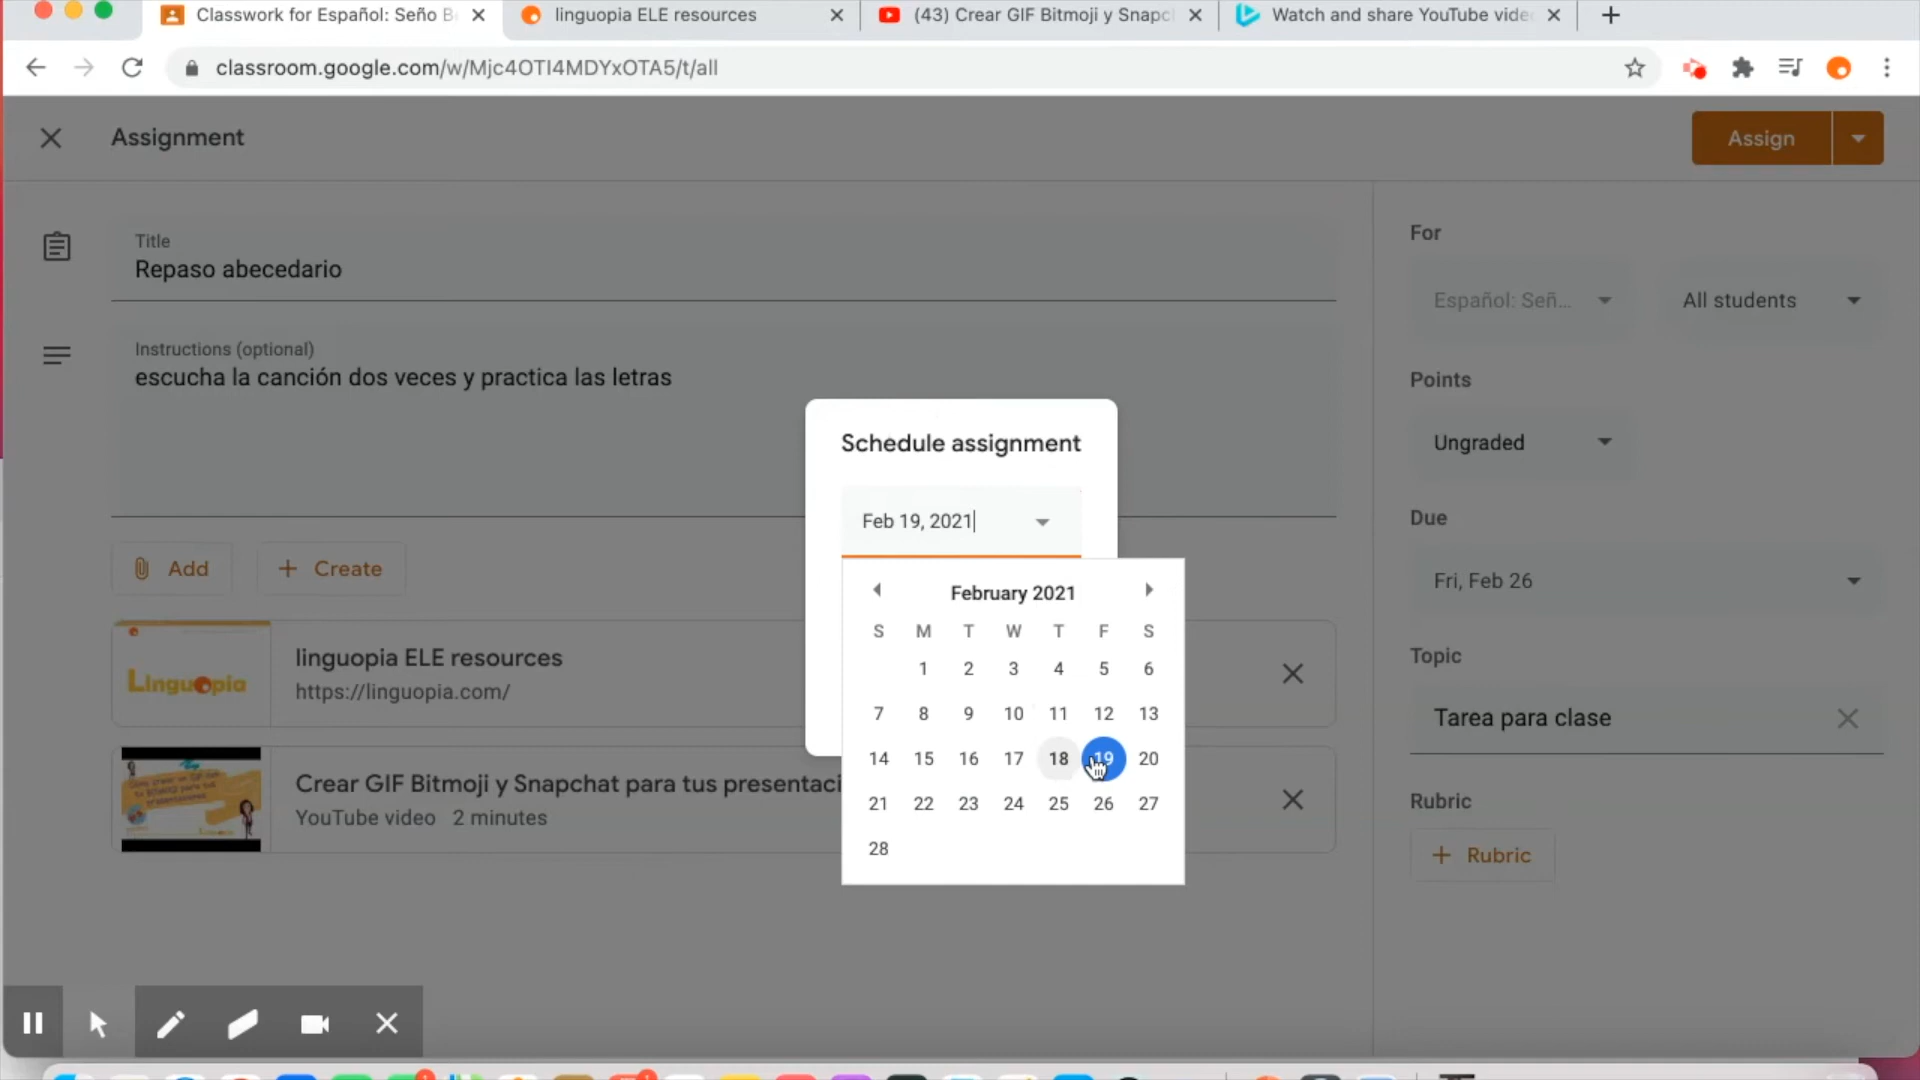 Classwork for Español: Seño B
linguopia ELE resources
(43) Crear GIF Bitmoji y Snapc
Watch and share YouTube vide
classroom.google.com/w/Mjc4OTI4MDYxOTA5/t/all
Assignment
Assign
Title
Repaso abecedario
Instructions (optional)
escucha la canción dos veces y practica las letras
Add
Create
Linguopia
linguopia ELE resources
https://linguopia.com/
Crear GIF Bitmoji y Snapchat para tus presentaci
YouTube video 2 minutes
Schedule assignment
Feb 19, 2021
February 2021
S M T W T F S
1 2 3 4 5 6
7 8 9 10 11 12 13
14 15 16 17 18 19 20
21 22 23 24 25 26 27
28
For
Español: Señ...
All students
Points
Ungraded
Due
Fri, Feb 26
Topic
Tarea para clase
Rubric
Rubric